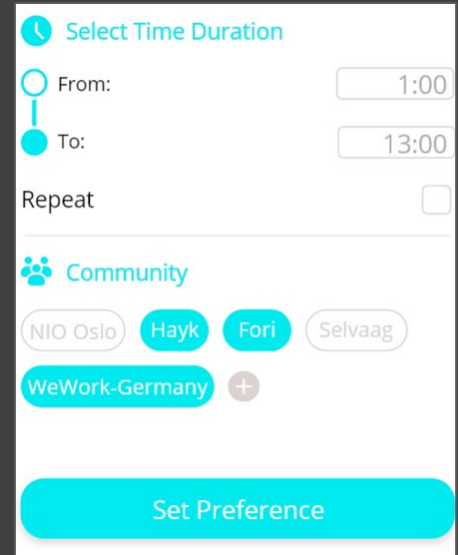 Select Time Duration
From: 1:00
To: 13:00
Repeat
Community
NIO Oslo Hayk Fori Selvaag
WeWork-Germany +
Set Preference